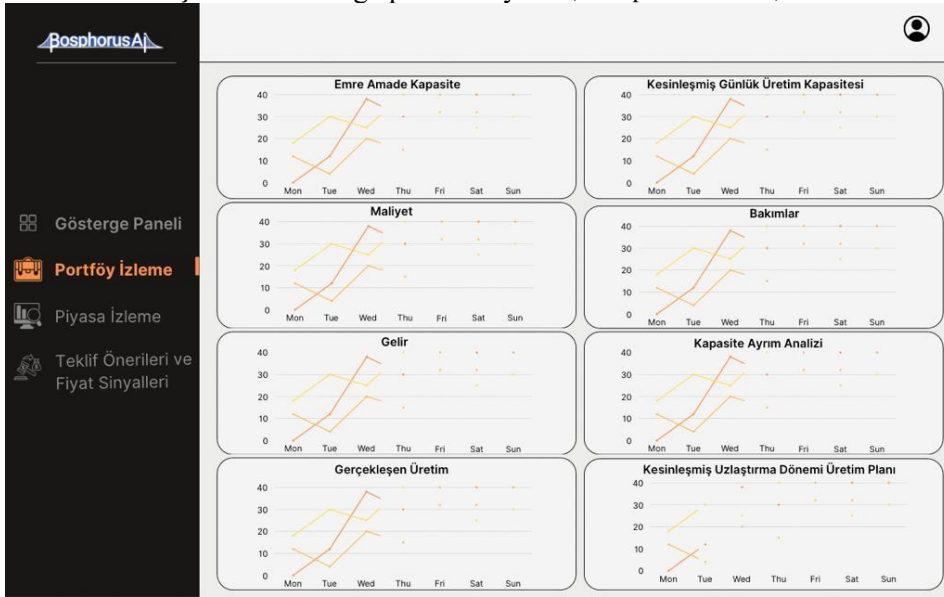 BosphorusAi
Gösterge Paneli
Portföy İzleme
Piyasa İzleme
Teklif Önerileri ve
Fiyat Sinyalleri
Emre Amade Kapasite
40
30
20
10
0
Mon Tue Wed Thu Fri Sat Sun
Kesinleşmiş Günlük Üretim Kapasitesi
40
30
20
10
0
Mon Tue Wed Thu Fri Sat Sun
Maliyet
40
30
20
10
0
Mon Tue Wed Thu Fri Sat Sun
Bakımlar
40
30
20
10
0
Mon Tue Wed Thu Fri Sat Sun
Gelir
40
30
20
10
0
Mon Tue Wed Thu Fri Sat Sun
Kapasite Ayrım Analizi
40
30
20
10
0
Mon Tue Wed Thu Fri Sat Sun
Gerçekleşen Üretim
40
30
20
10
0
Mon Tue Wed Thu Fri Sat Sun
Kesinleşmiş Uzlaştırma Dönemi Üretim Planı
40
30
20
10
0
Mon Tue Wed Thu Fri Sat Sun